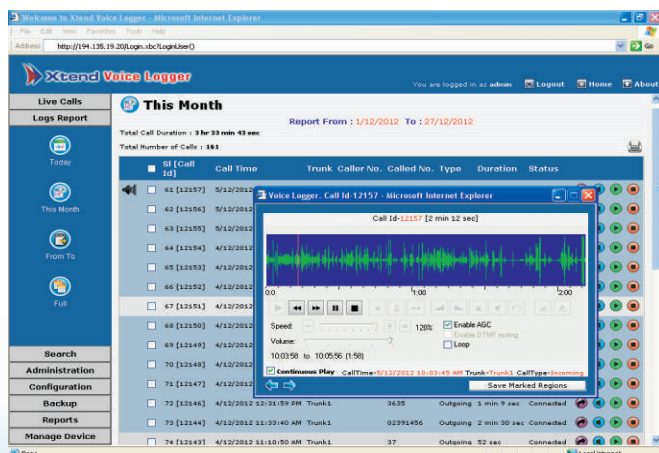 Welcome to Xtend Voice Logger - Microsoft Internet Explorer
File Edit View Favorites Tools Help
Address http://194.135.19.20/Login.xbc?LoginUser() Go
Xtend Voice Logger
You are logged in as admin Logout Home About
Live Calls
Logs Report
Today
This Month
From To
Full
Search
Administration
Configuration
Backup
Reports
Manage Device
This Month
Report From : 1/12/2012 To : 27/12/2012
Total Call Duration : 3 hr 33 min 43 sec
Total Number of Calls : 161
Sl [Call Id] Call Time Trunk Caller No. Called No. Type Duration Status
61 [12157] 5/12/2012
62 [12156] 5/12/2012
63 [12155] 5/12/2012
64 [12154] 4/12/2012
65 [12153] 4/12/2012
66 [12152] 4/12/2012
67 [12151] 4/12/2012
68 [12150] 4/12/2012
69 [12149] 4/12/2012
70 [12148] 4/12/2012
71 [12147] 4/12/2012
72 [12146] 4/12/2012 12:31:59 PM Trunk1 3635 Outgoing 1 min 9 sec Connected
73 [12144] 4/12/2012 11:33:40 AM Trunk1 02391456 Outgoing 2 min 30 sec Connected
74 [12143] 4/12/2012 11:10:50 AM Trunk1 37 Outgoing 52 sec Connected
Voice Logger. Call Id-12157 - Microsoft Internet Explorer
Call Id-12157 [2 min 12 sec]
0:0 1:00 2:00
Speed: 120%
Enable AGC
Enable DTMF muting
Volume:
Loop
10:03:58 to 10:05:56 (1:58)
Continuous Play CallTime-5/12/2012 10:03:45 AM Trunk-Trunk1 CallType-Incoming
Save Marked Regions